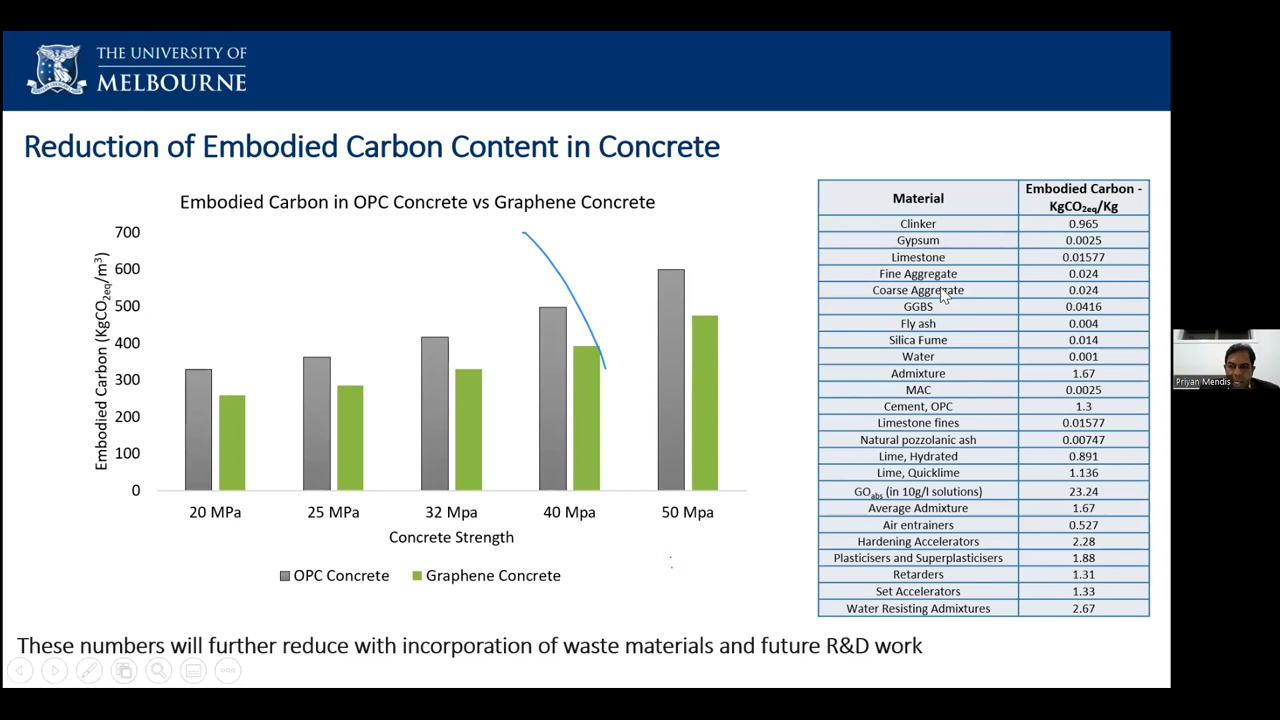 THE UNIVERSITY OF
MELBOURNE
Reduction of Embodied Carbon Content in Concrete
Embodied Carbon in OPC Concrete vs Graphene Concrete
Embodied Carbon (KgCO2eq/m3)
700
600
500
400
300
200
100
0
20 MPa 25 MPa 32 Mpa 40 Mpa 50 Mpa
Concrete Strength
OPC Concrete Graphene Concrete
Material Embodied Carbon - KgCO2eq/Kg
Clinker 0.965
Gypsum 0.0025
Limestone 0.01577
Fine Aggregate 0.024
Coarse Aggregate 0.024
GGBS 0.0416
Fly ash 0.004
Silica Fume 0.014
Water 0.001
Admixture 1.67
MAC 0.0025
Cement, OPC 1.3
Limestone fines 0.01577
Natural pozzolanic ash 0.00747
Lime, Hydrated 0.891
Lime, Quicklime 1.136
GOabs (in 10g/l solutions) 23.24
Average Admixture 1.67
Air entrainers 0.527
Hardening Accelerators 2.28
Plasticisers and Superplasticisers 1.88
Retarders 1.31
Set Accelerators 1.33
Water Resisting Admixtures 2.67
These numbers will further reduce with incorporation of waste materials and future R&D work
Priyan Mendis